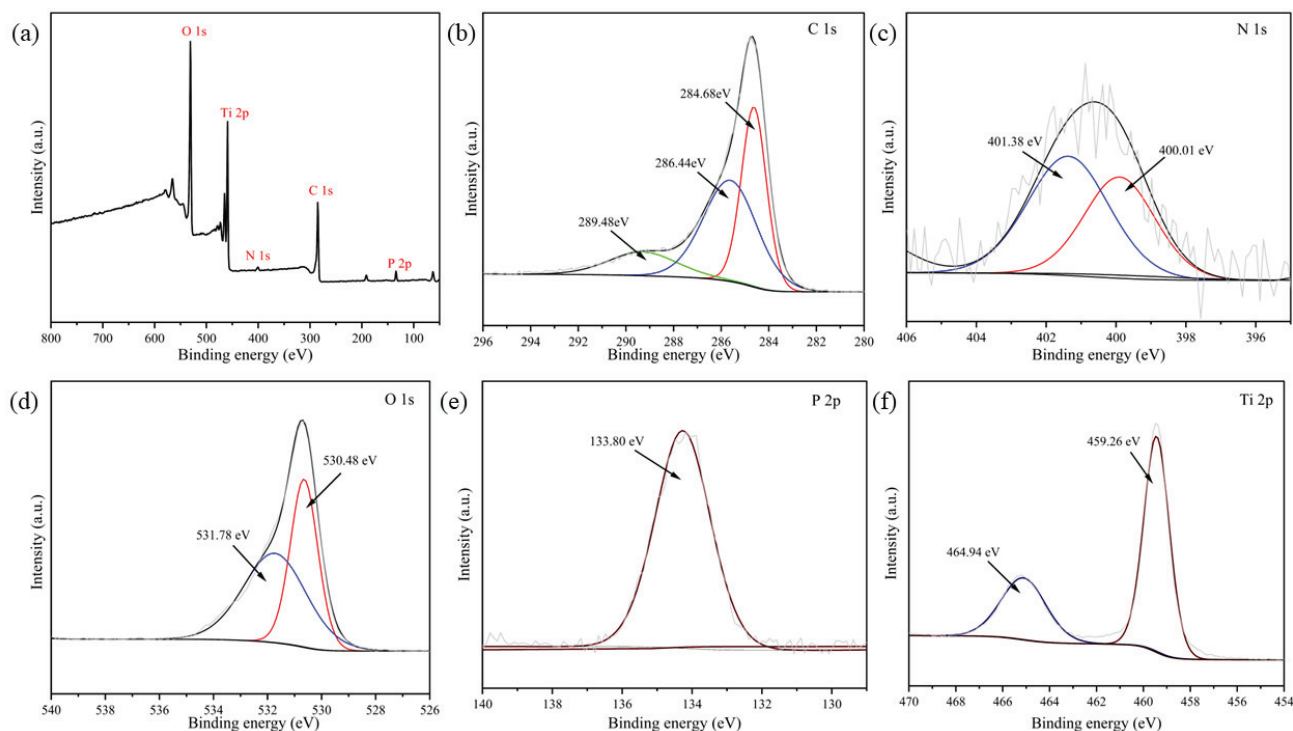 (a)
O 1s
Ti 2p
C 1s
N 1s
P 2p
Intensity (a.u.)
800 700 600 500 400 300 200 100
Binding energy (eV)
(b)
C 1s
284.68eV
286.44eV
289.48eV
Intensity (a.u.)
296 294 292 290 288 286 284 282 280
Binding energy (eV)
(c)
N 1s
401.38 eV
400.01 eV
Intensity (a.u.)
406 404 402 400 398 396
Binding energy (eV)
(d)
O 1s
530.48 eV
531.78 eV
Intensity (a.u.)
540 538 536 534 532 530 528 526
Binding energy (eV)
(e)
P 2p
133.80 eV
Intensity (a.u.)
140 138 136 134 132 130
Binding energy (eV)
(f)
Ti 2p
459.26 eV
464.94 eV
Intensity (a.u.)
470 468 466 464 462 460 458 456 454
Binding energy (eV)